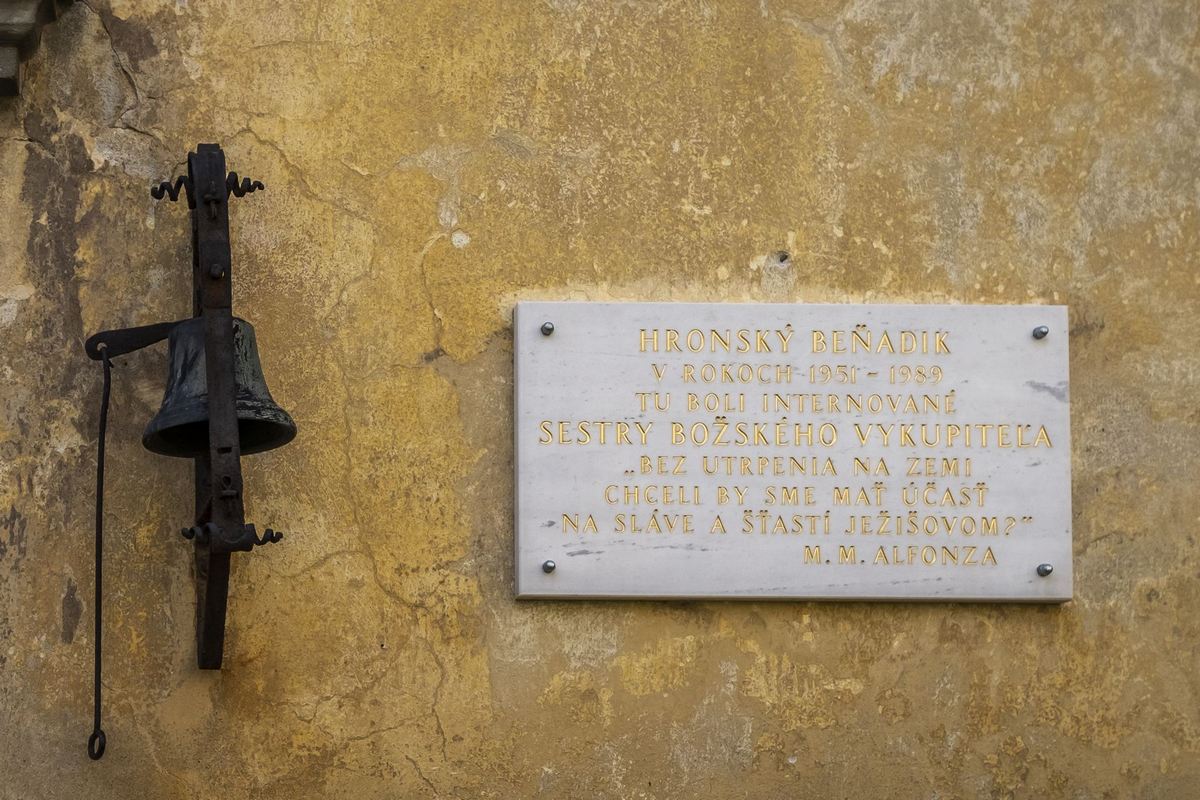 HRONSKÝ BEŇADIK
V ROKOCH 1951 - 1989
TU BOLI INTERNOVANÉ
SESTRY BOŽSKÉHO VYKUPITEĽA
„BEZ UTRPENIA NA ZEMI
CHCELI BY SME MAŤ ÚČASŤ
NA SLÁVE A ŠŤASTÍ JEŽIŠOVOM?"
M. M. ALFONZA